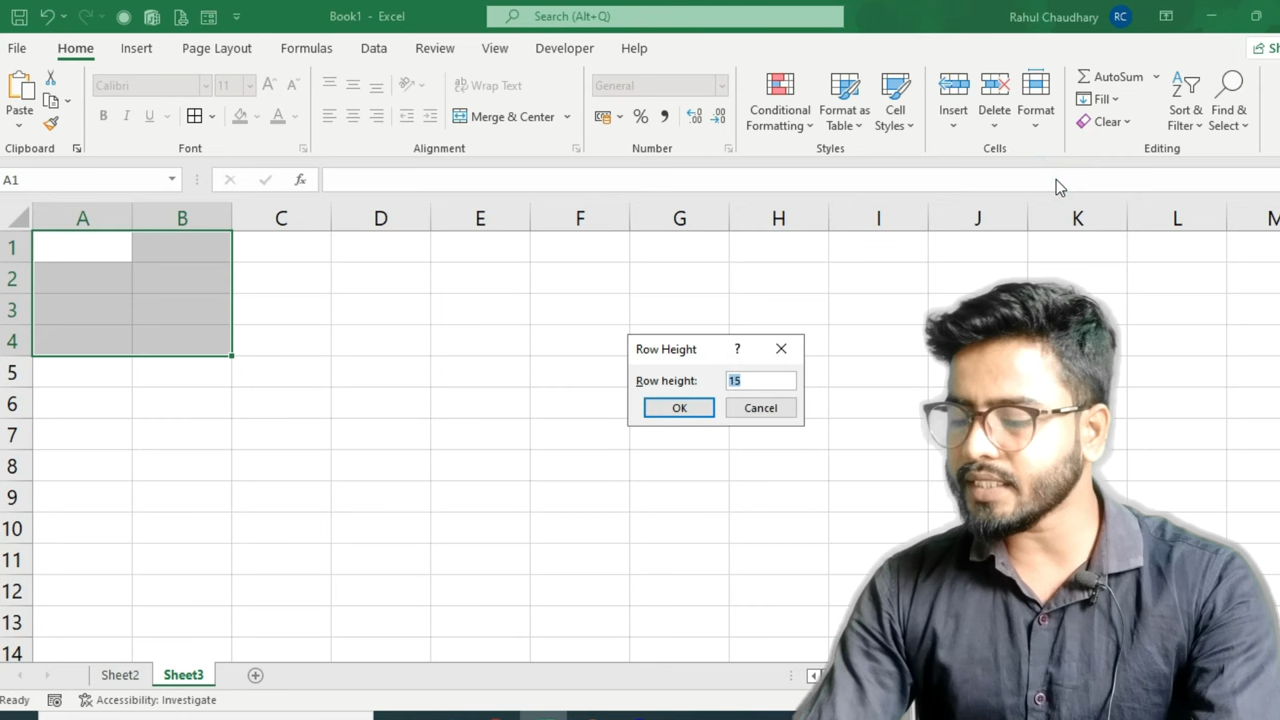 Book1 - Excel
Search (Alt+Q)
Rahul Chaudhary RC
File Home Insert Page Layout Formulas Data Review View Developer Help Sh
Paste
Calibri 11
Wrap Text
Merge & Center
General
Conditional Formatting
Format as Table
Cell Styles
Insert
Delete
Format
AutoSum
Fill
Clear
Sort & Filter
Find & Select
Clipboard Font Alignment Number Styles Cells Editing
A1
A B C D E F G H I J K L M
1
2
3
4
5
6
7
8
9
10
11
12
13
14
Row Height ?
Row height: 15
OK Cancel
Sheet2 Sheet3
Ready Accessibility: Investigate